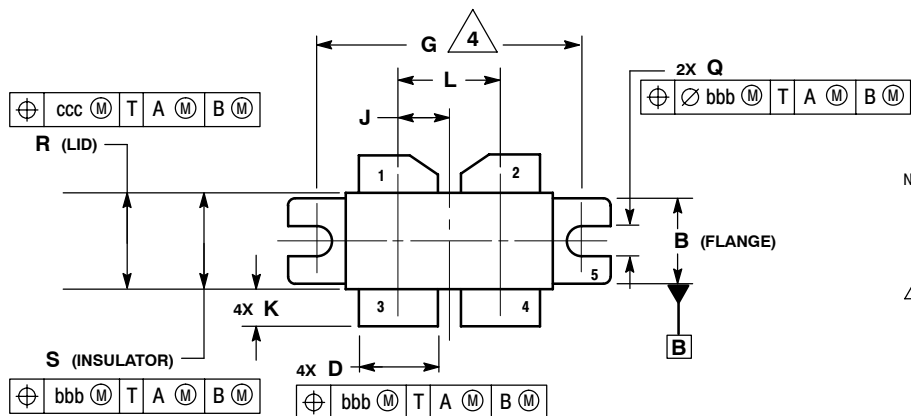 G 4
L
2X Q
⌖ ⌀ bbb Ⓜ T A Ⓜ B Ⓜ
⌖ ccc Ⓜ T A Ⓜ B Ⓜ
J
R (LID)
1
2
N
B (FLANGE)
5
4X K
3
4
B
S (INSULATOR)
4X D
⌖ bbb Ⓜ T A Ⓜ B Ⓜ
⌖ bbb Ⓜ T A Ⓜ B Ⓜ